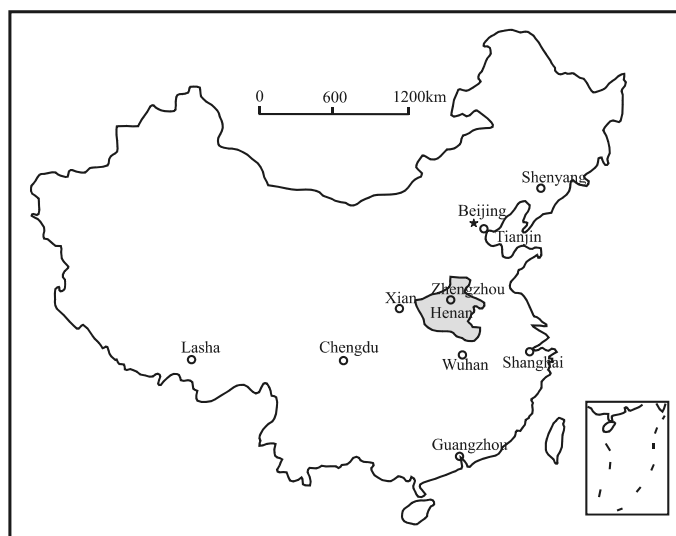 0 600 1200km
Shenyang
Beijing
Tianjin
Zhengzhou
Xian
Henan
Lasha
Chengdu
Wuhan
Shanghai
Guangzhou